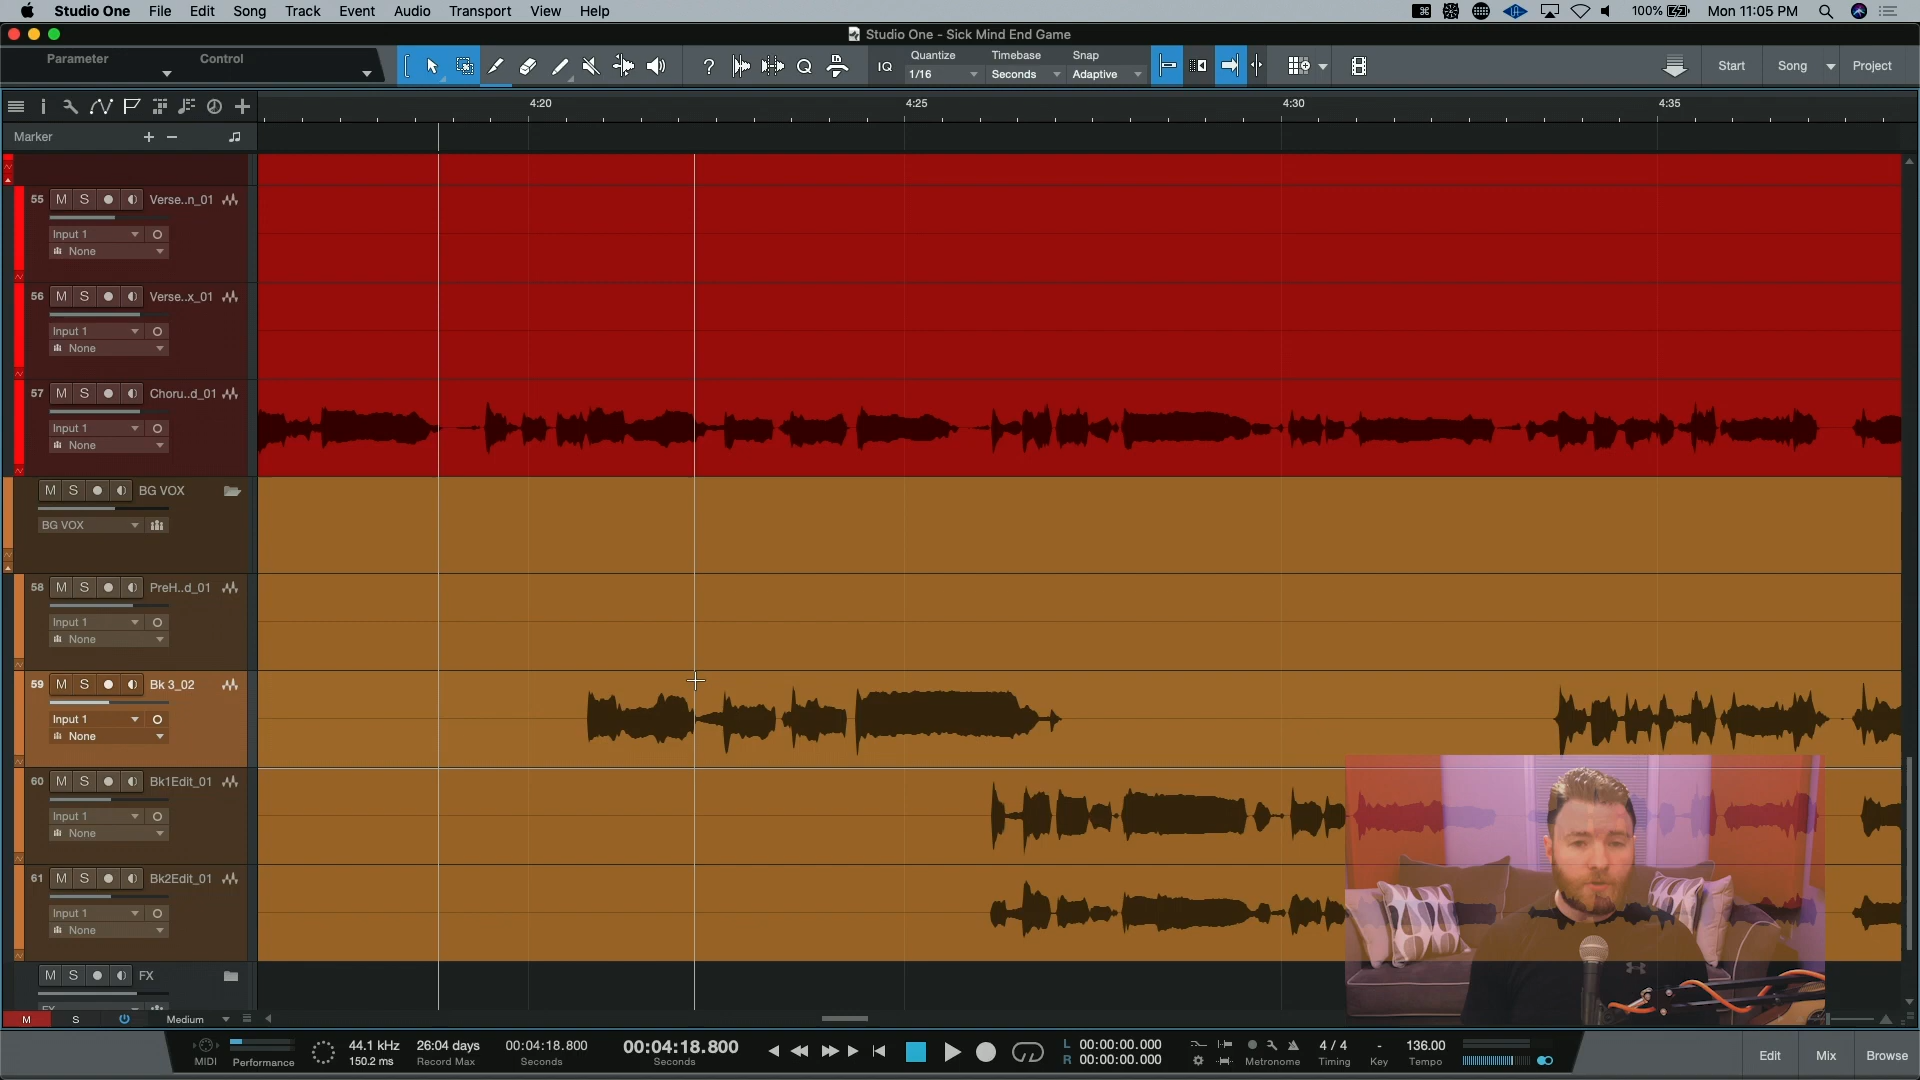 Studio One File Edit Song Track Event Audio Transport View Help
100% Mon 11:05 PM
Studio One - Sick Mind End Game
Parameter Control
? IQ
Quantize Timebase Snap
1/16 Seconds Adaptive
Start Song Project
4:20 4:25 4:30 4:35
Marker + −
55 M S Verse..n_01
Input 1
None
56 M S Verse..x_01
Input 1
None
57 M S Choru..d_01
Input 1
None
M S BG VOX
BG VOX
58 M S PreH..d_01
Input 1
None
59 M S Bk 3_02
Input 1
None
60 M S Bk1Edit_01
Input 1
None
61 M S Bk2Edit_01
Input 1
None
M S FX
FX
M S Medium
MIDI Performance
44.1 kHz
150.2 ms
26:04 days
Record Max
00:04:18.800
Seconds
00:04:18.800
Seconds
L 00:00:00.000
R 00:00:00.000
Metronome
4 / 4
Timing
-
Key
136.00
Tempo
Edit Mix Browse